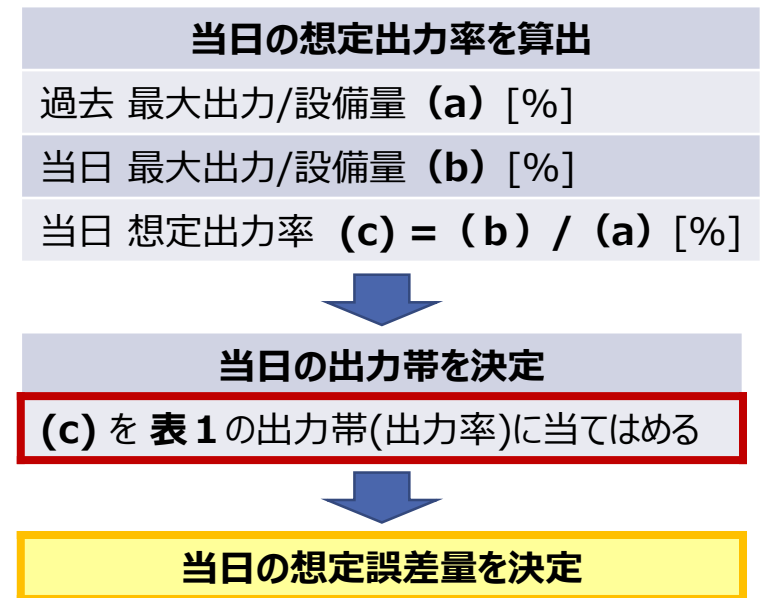 当日の想定出力率を算出
過去 最大出力/設備量（a）[%]
当日 最大出力/設備量（b）[%]
当日 想定出力率 (c) =（ｂ）/（a）[%]
当日の出力帯を決定
(c) を 表１の出力帯(出力率)に当てはめる
当日の想定誤差量を決定